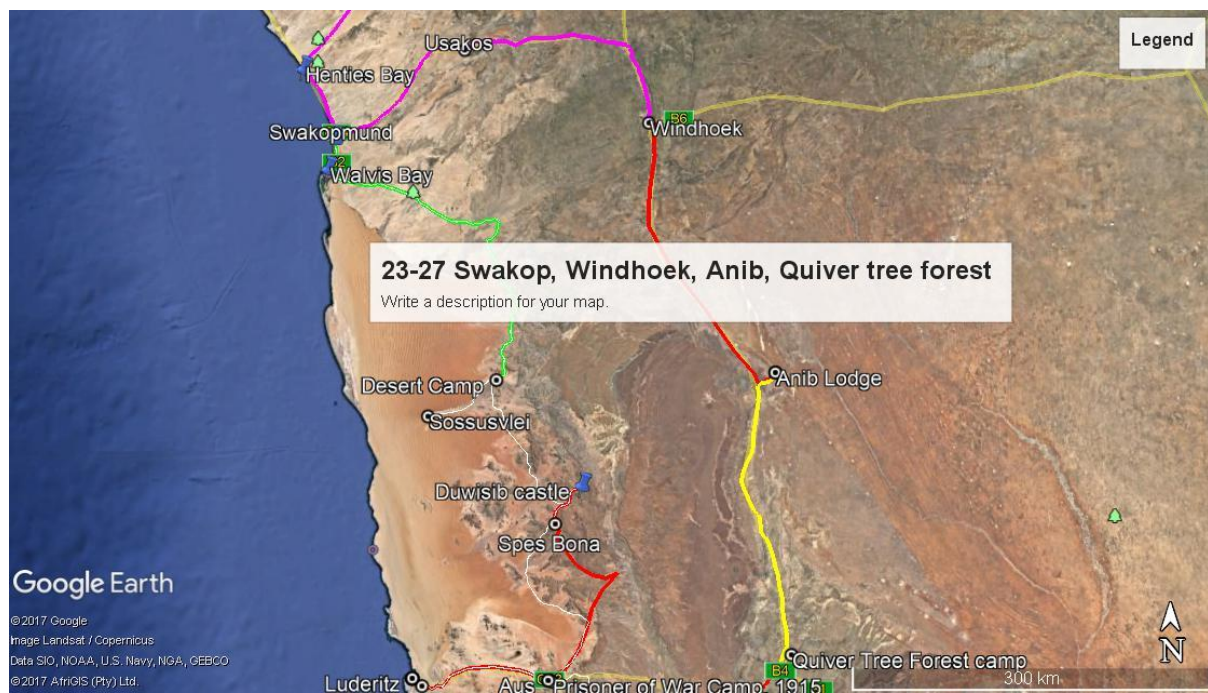 Legend
Usakos
Henties Bay
B6
Windhoek
Swakopmund
Walvis Bay
23-27 Swakop, Windhoek, Anib, Quiver tree forest
Write a description for your map.
Anib Lodge
Desert Camp
Sossusvlei
Duwisib castle
Spes Bona
Google Earth
©2017 Google
Image Landsat / Copernicus
Data SIO, NOAA, U.S. Navy, NGA, GEBCO
©2017 AfriGIS (Pty) Ltd.
N
Quiver Tree Forest camp
B4
300 km
Luderitz
Aus
Prisoner of War Camp, 1915